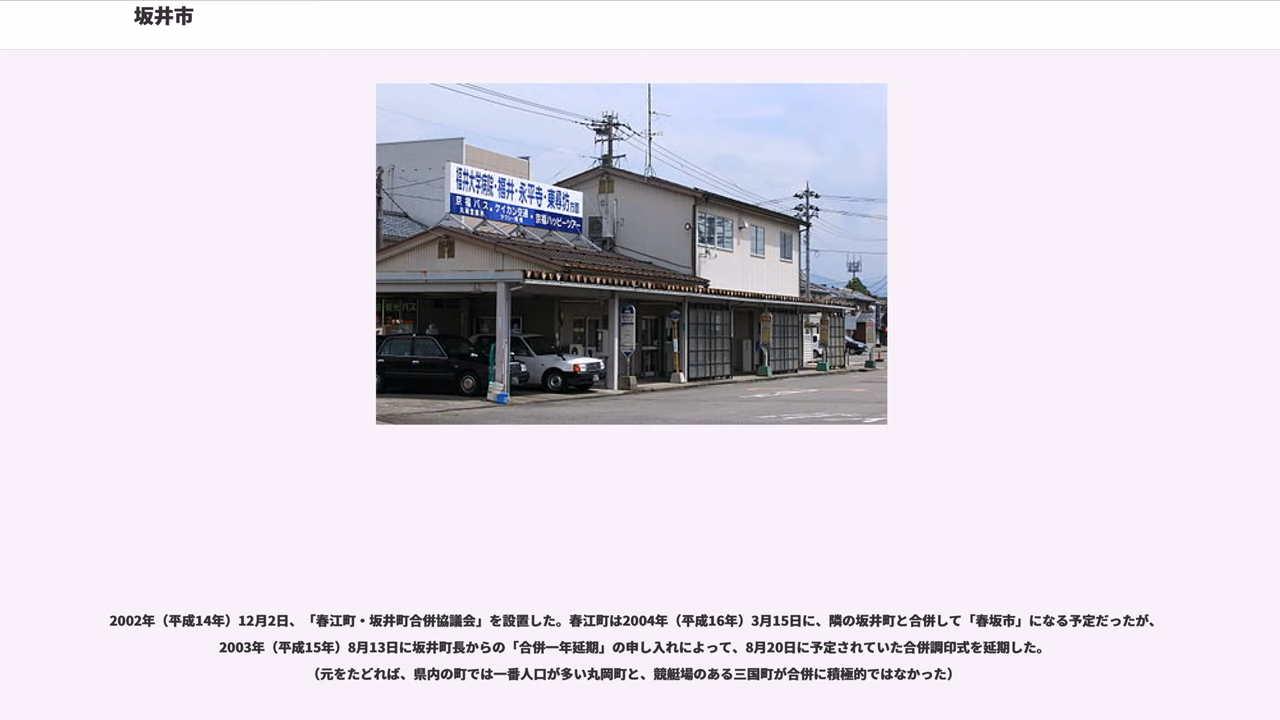 坂井市
福井大学病院・福井・永平寺・東尋坊方面
京福バス・ケイカン交通・京福ハッピーツアー
2002年（平成14年）12月2日、「春江町・坂井町合併協議会」を設置した。春江町は2004年（平成16年）3月15日に、隣の坂井町と合併して「春坂市」になる予定だったが、
2003年（平成15年）8月13日に坂井町長からの「合併一年延期」の申し入れによって、8月20日に予定されていた合併調印式を延期した。
（元をたどれば、県内の町では一番人口が多い丸岡町と、競艇場のある三国町が合併に積極的ではなかった）